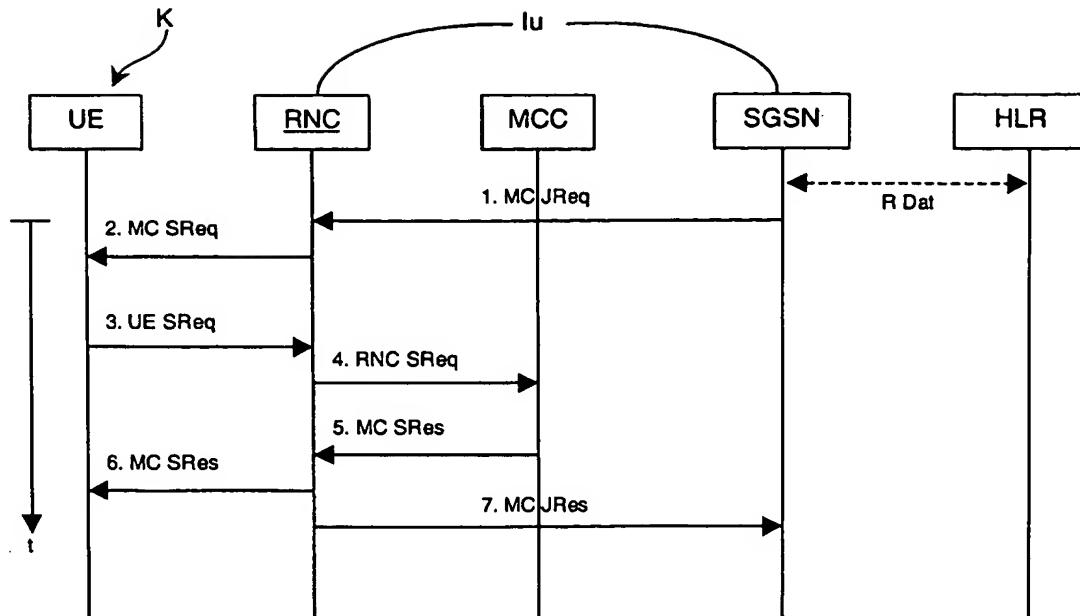 K
Iu
UE
RNC
MCC
SGSN
HLR
R Dat
1. MC JReq
2. MC SReq
3. UE SReq
4. RNC SReq
5. MC SRes
6. MC SRes
7. MC JRes
t